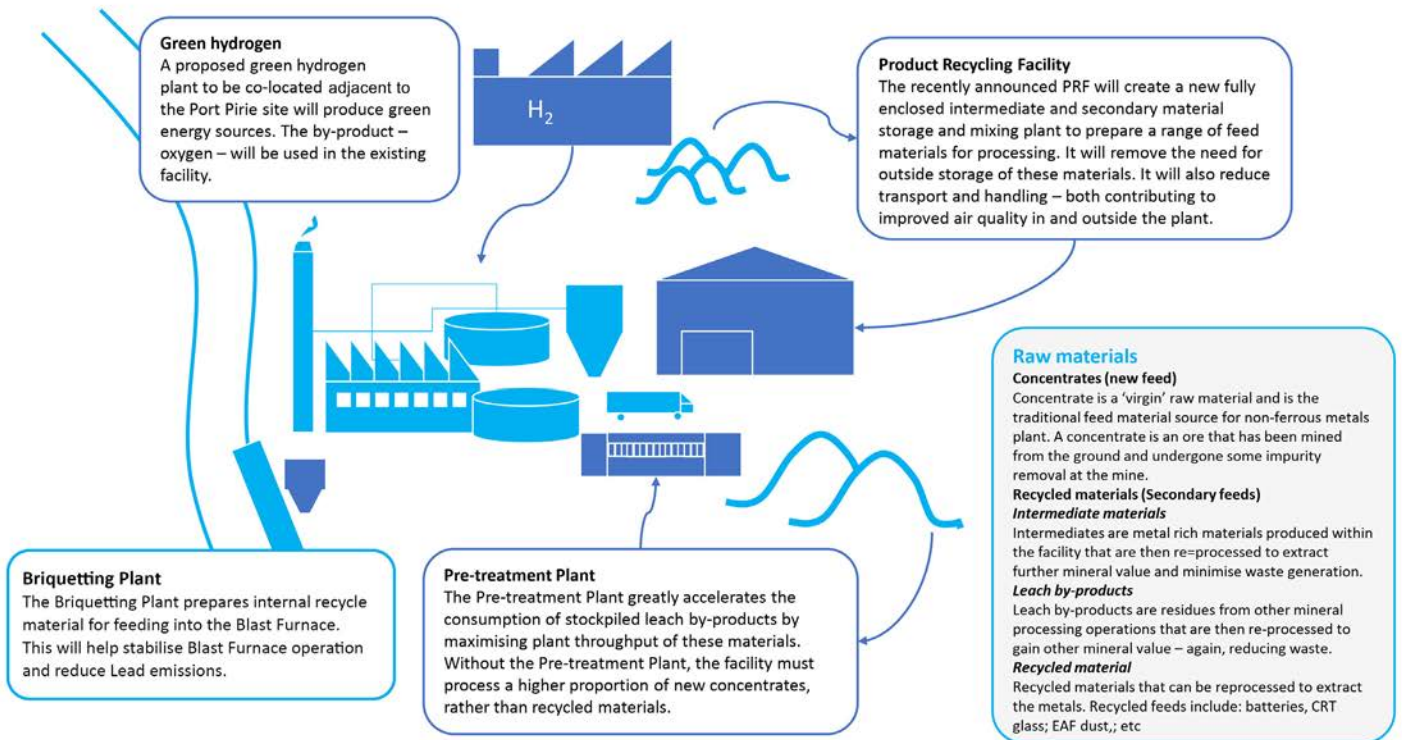 Green hydrogen
A proposed green hydrogen
plant to be co-located adjacent to
the Port Pirie site will produce green
energy sources. The by-product –
oxygen – will be used in the existing
facility.
H₂
Product Recycling Facility
The recently announced PRF will create a new fully
enclosed intermediate and secondary material
storage and mixing plant to prepare a range of feed
materials for processing. It will remove the need for
outside storage of these materials. It will also reduce
transport and handling – both contributing to
improved air quality in and outside the plant.
Raw materials
Concentrates (new feed)
Concentrate is a ‘virgin’ raw material and is the
traditional feed material source for non-ferrous metals
plant. A concentrate is an ore that has been mined
from the ground and undergone some impurity
removal at the mine.
Recycled materials (Secondary feeds)
Intermediate materials
Intermediates are metal rich materials produced within
the facility that are then re=processed to extract
further mineral value and minimise waste generation.
Leach by-products
Leach by-products are residues from other mineral
processing operations that are then re-processed to
gain other mineral value – again, reducing waste.
Recycled material
Recycled materials that can be reprocessed to extract
the metals. Recycled feeds include: batteries, CRT
glass; EAF dust,; etc
Briquetting Plant
The Briquetting Plant prepares internal recycle
material for feeding into the Blast Furnace.
This will help stabilise Blast Furnace operation
and reduce Lead emissions.
Pre-treatment Plant
The Pre-treatment Plant greatly accelerates the
consumption of stockpiled leach by-products by
maximising plant throughput of these materials.
Without the Pre-treatment Plant, the facility must
process a higher proportion of new concentrates,
rather than recycled materials.